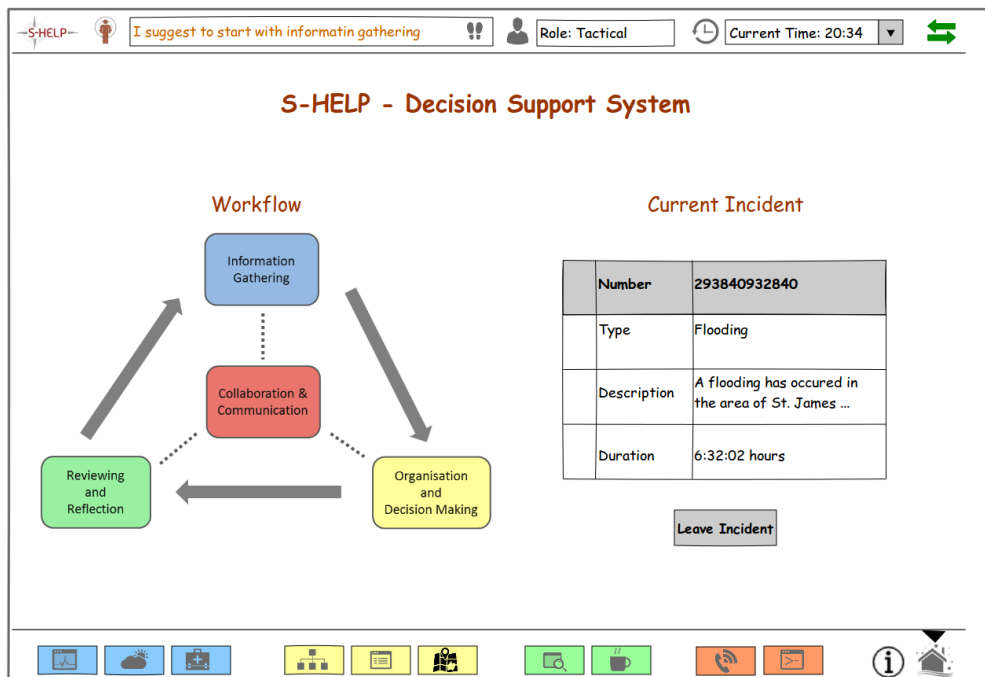 S-HELP
I suggest to start with informatin gathering
Role: Tactical
Current Time: 20:34
S-HELP - Decision Support System
Workflow
Information
Gathering
Collaboration &
Communication
Reviewing
and
Reflection
Organisation
and
Decision Making
Current Incident
Number 293840932840
Type Flooding
Description A flooding has occured in
the area of St. James ...
Duration 6:32:02 hours
Leave Incident